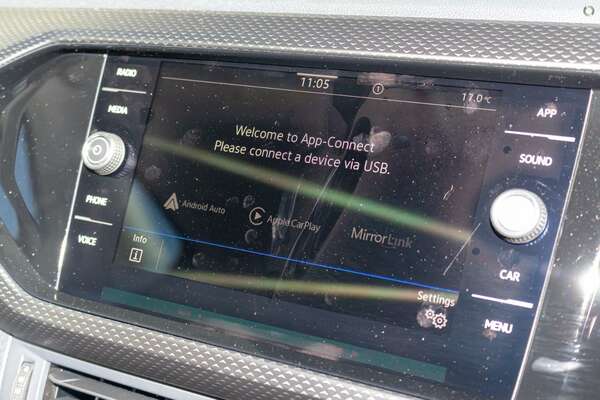 RADIO
MEDIA
PHONE
VOICE
11:05
17.0 °C
Welcome to App-Connect
Please connect a device via USB.
Android Auto
Apple CarPlay
MirrorLink
Info
i
Settings
APP
SOUND
CAR
MENU